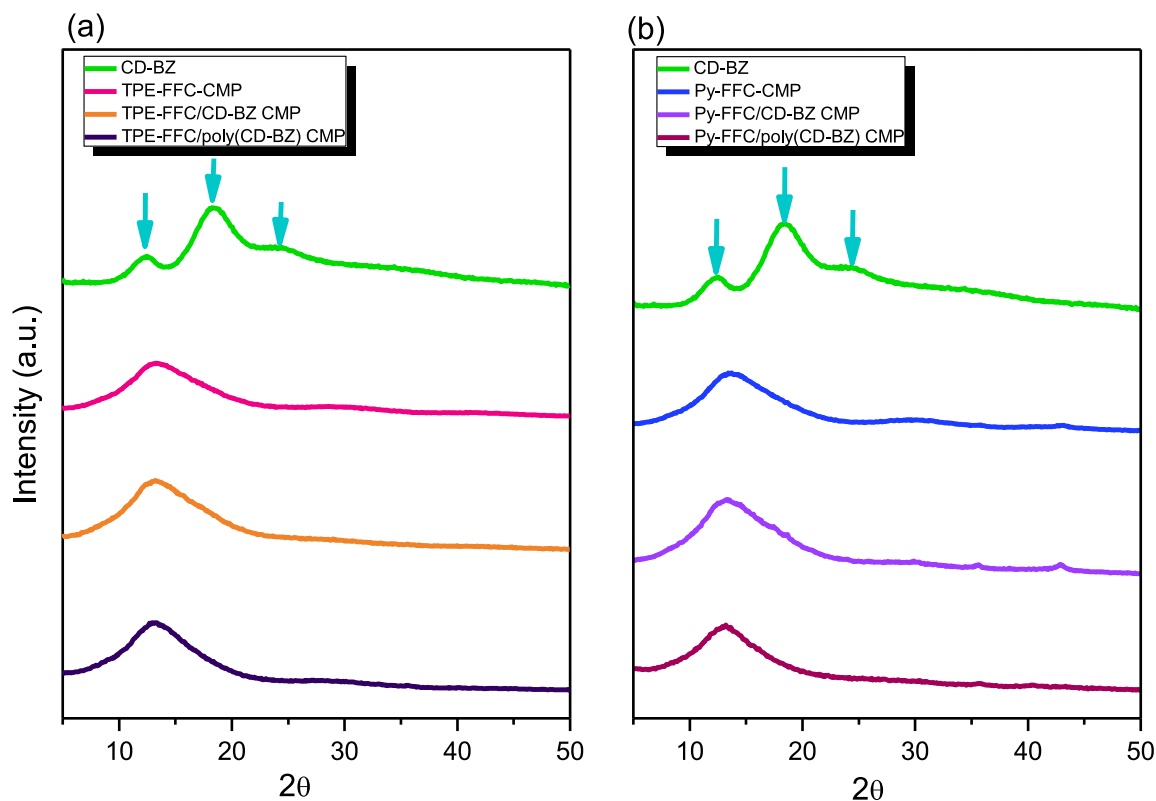 (a)
CD-BZ
TPE-FFC-CMP
TPE-FFC/CD-BZ CMP
TPE-FFC/poly(CD-BZ) CMP
Intensity (a.u.)
10 20 30 40 50
2θ
(b)
CD-BZ
Py-FFC-CMP
Py-FFC/CD-BZ CMP
Py-FFC/poly(CD-BZ) CMP
10 20 30 40 50
2θ